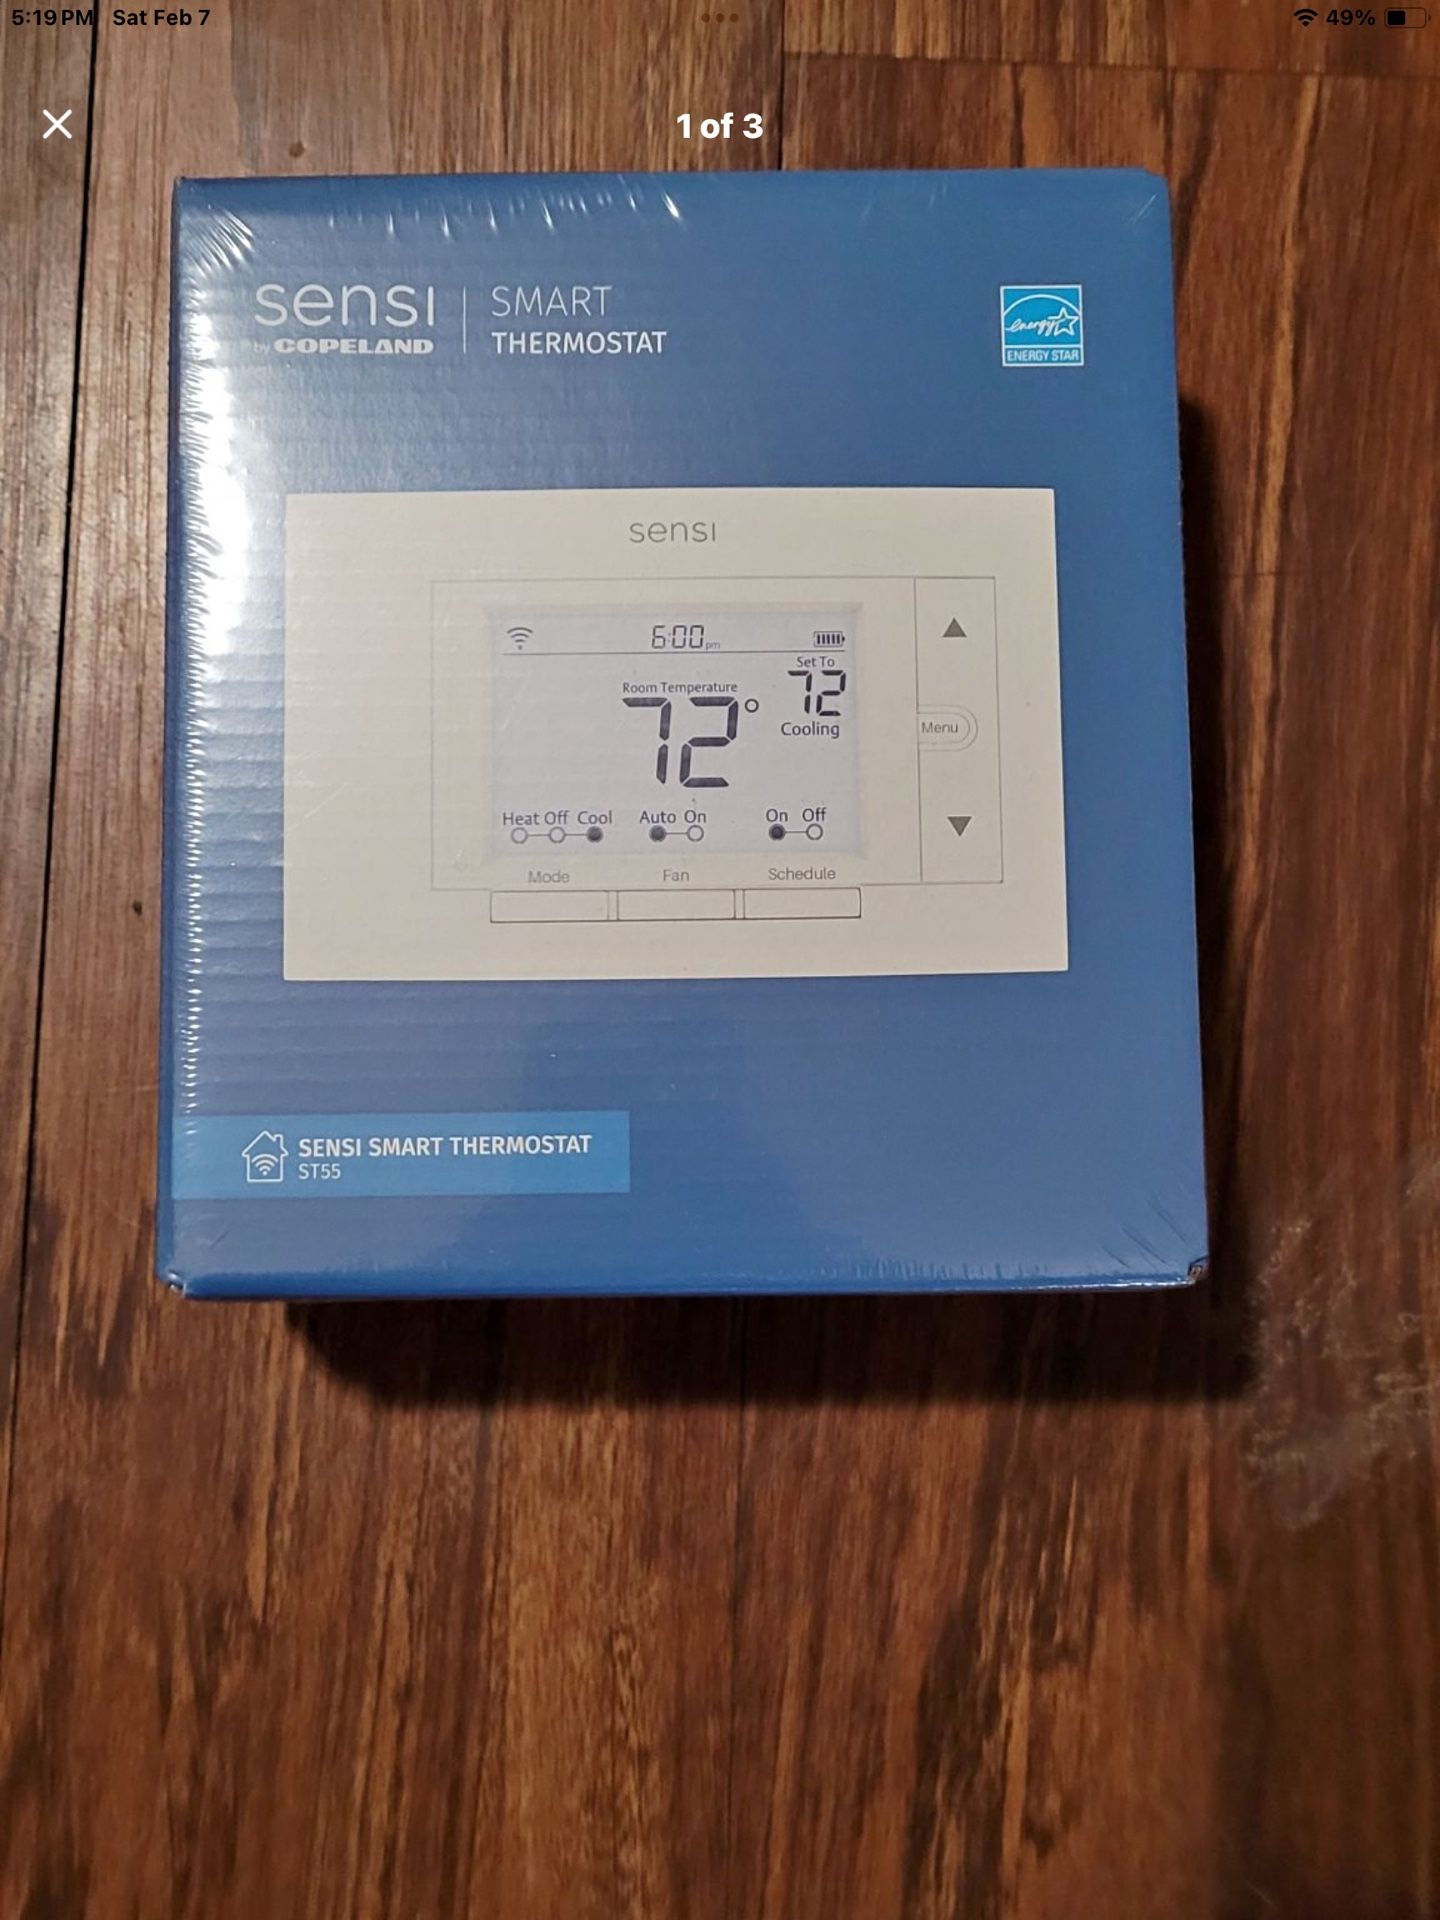 5:19 PM Sat Feb 7
49%
1 of 3
sensi
by COPELAND
SMART
THERMOSTAT
energy
ENERGY STAR
sensi
6:00 pm
Set To
72
Cooling
Room Temperature
72°
Heat Off Cool
Auto On
On Off
Mode
Fan
Schedule
Menu
SENSI SMART THERMOSTAT
ST55